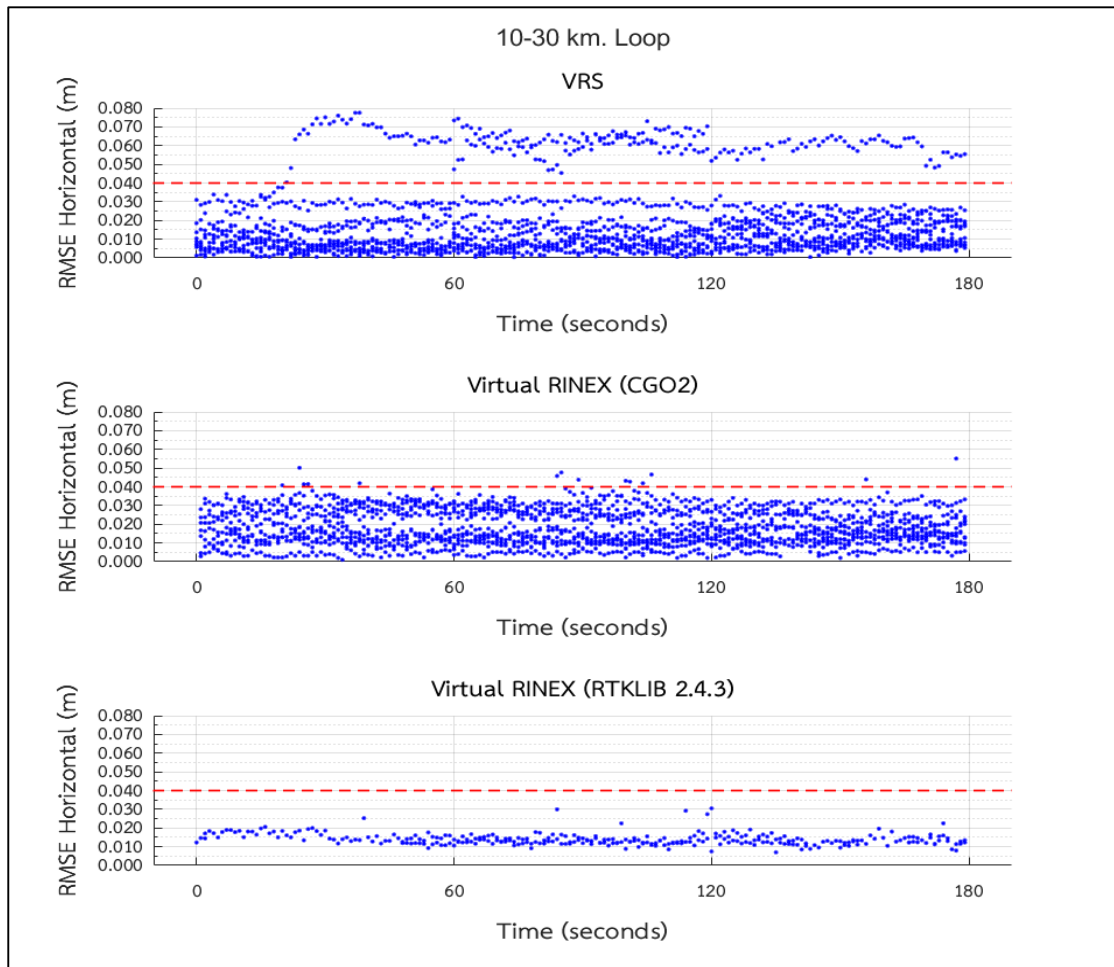 10-30 km. Loop
VRS
RMSE Horizontal (m)
0.080
0.070
0.060
0.050
0.040
0.030
0.020
0.010
0.000
0 60 120 180
Time (seconds)
Virtual RINEX (CGO2)
RMSE Horizontal (m)
0.080
0.070
0.060
0.050
0.040
0.030
0.020
0.010
0.000
0 60 120 180
Time (seconds)
Virtual RINEX (RTKLIB 2.4.3)
RMSE Horizontal (m)
0.080
0.070
0.060
0.050
0.040
0.030
0.020
0.010
0.000
0 60 120 180
Time (seconds)